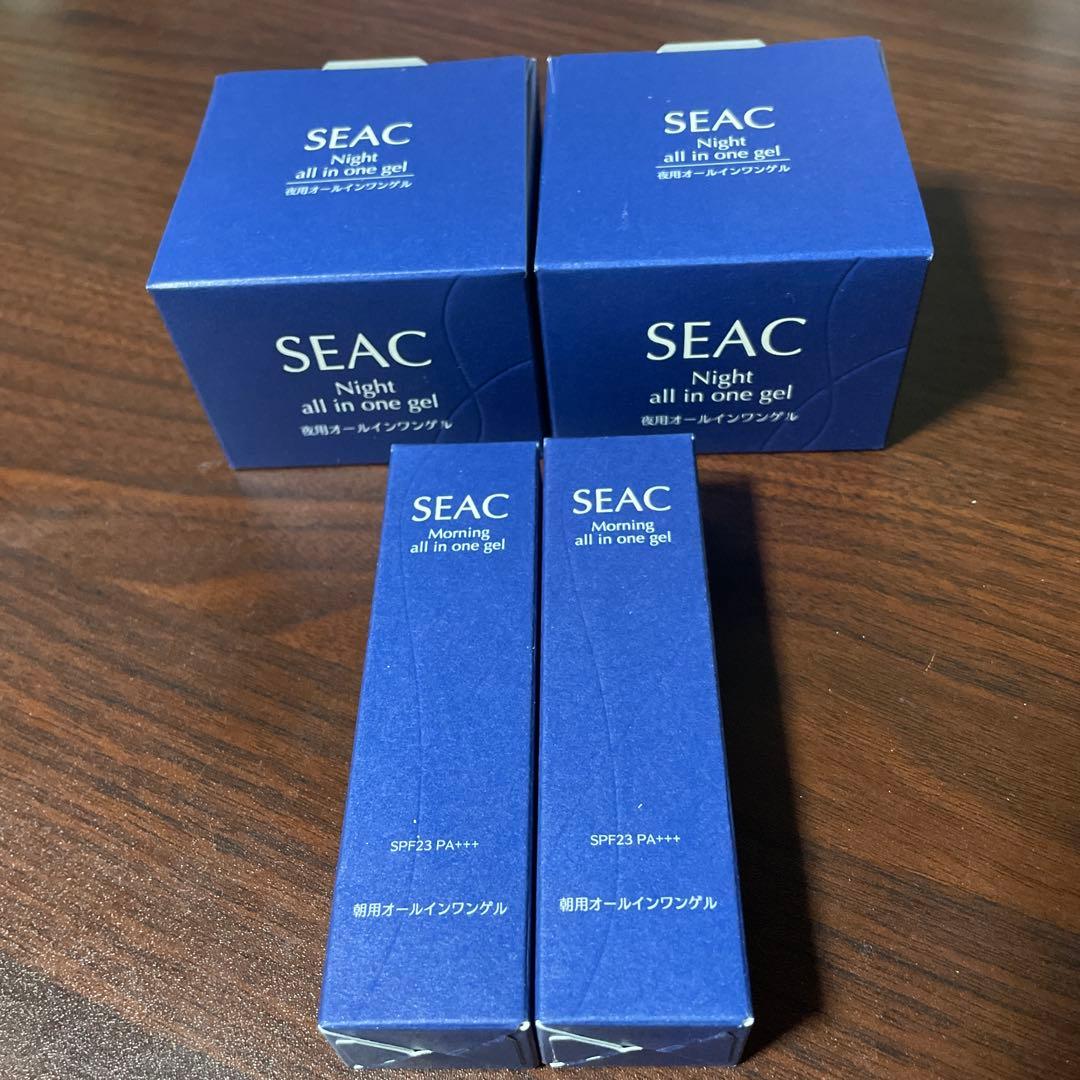 SEAC
Night
all in one gel
夜用オールインワンゲル
SEAC
Night
all in one gel
夜用オールインワンゲル
SEAC
Night
all in one gel
夜用オールインワンゲル
SEAC
Night
all in one gel
夜用オールインワンゲル
SEAC
Morning
all in one gel
SPF23 PA+++
朝用オールインワンゲル
SEAC
Morning
all in one gel
SPF23 PA+++
朝用オールインワンゲル